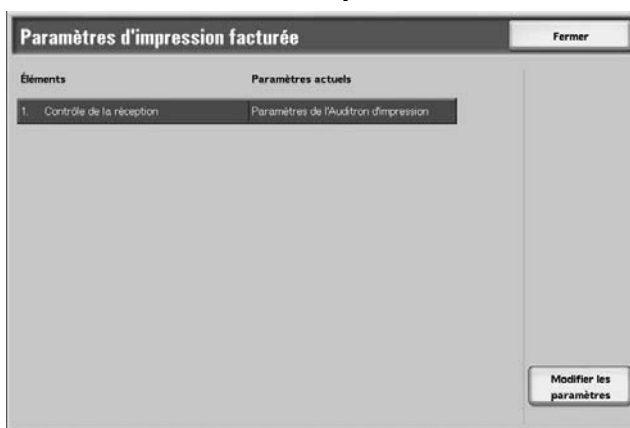 Paramètres d'impression facturée
Fermer
Éléments Paramètres actuels
1. Contrôle de la réception Paramètres de l'Auditron d'impression
Modifier les
paramètres